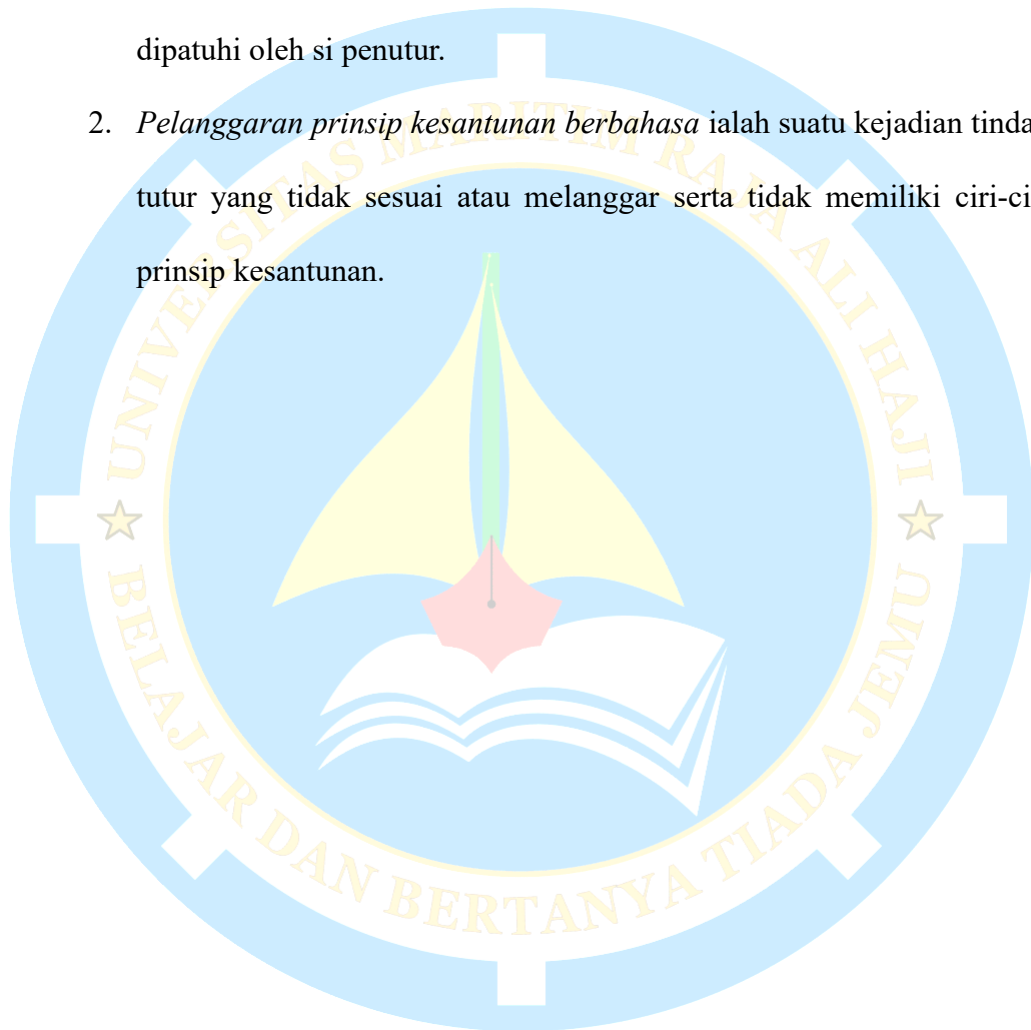 dipatuhi oleh si penutur.
2. Pelanggaran prinsip kesantunan berbahasa ialah suatu kejadian tinda
tutur yang tidak sesuai atau melanggar serta tidak memiliki ciri-ci
prinsip kesantunan.
UNIVERSITAS MARITIM RAJA ALI HAJI
BELAJAR DAN BERTANYA TIADA JEMU